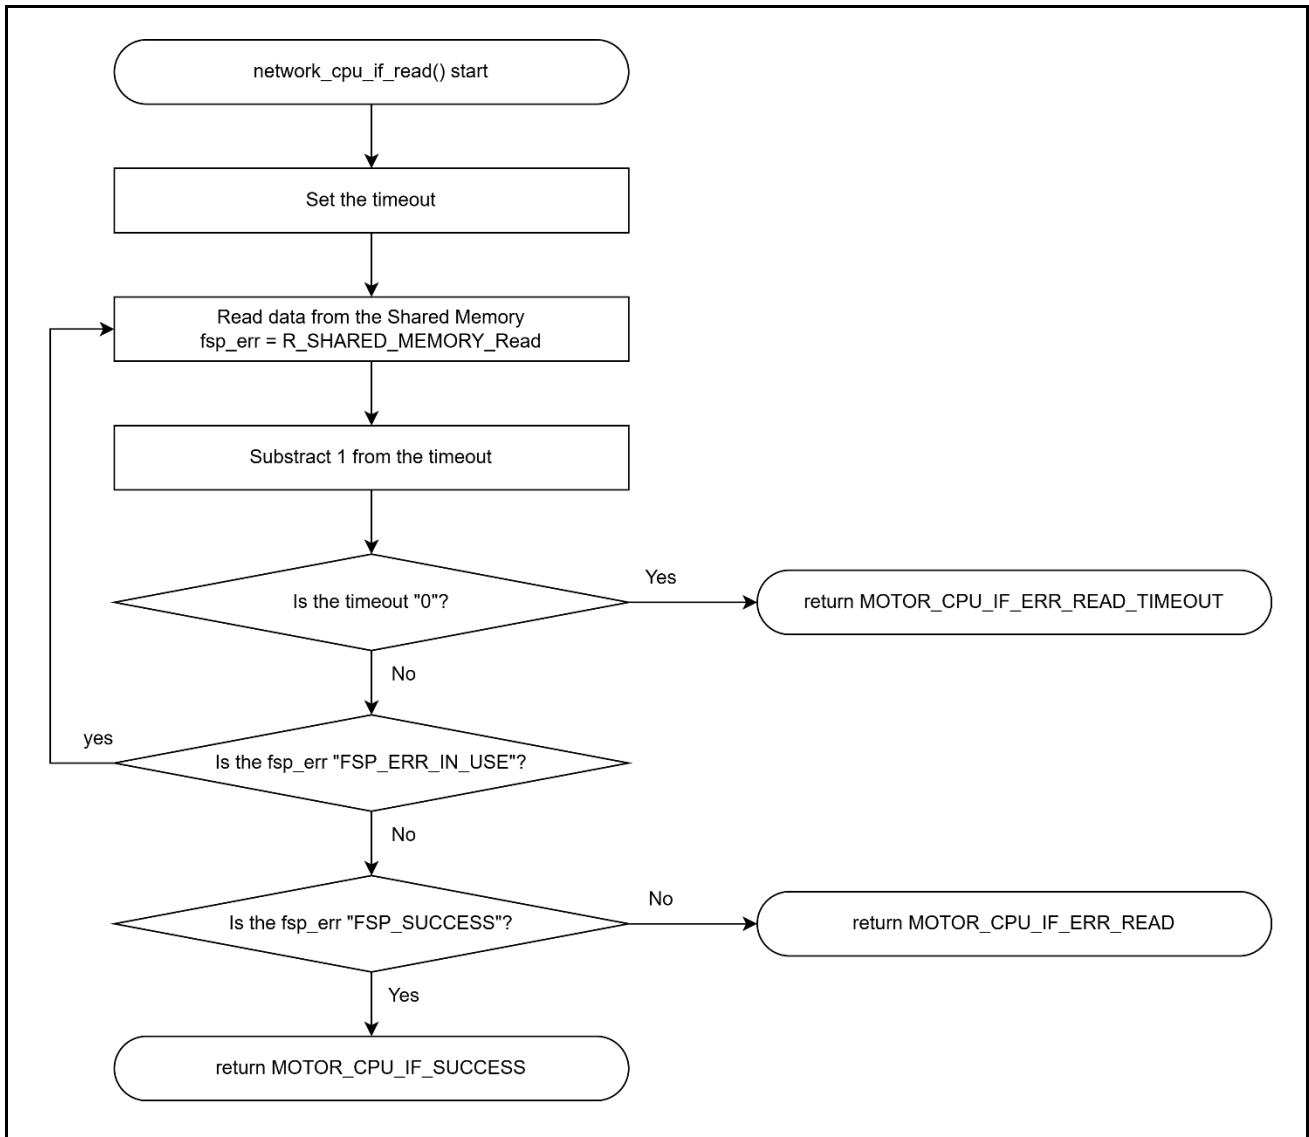 network_cpu_if_read() start
Set the timeout
Read data from the Shared Memory
fsp_err = R_SHARED_MEMORY_Read
Substract 1 from the timeout
Is the timeout "0"?
Yes
return MOTOR_CPU_IF_ERR_READ_TIMEOUT
No
yes
Is the fsp_err "FSP_ERR_IN_USE"?
No
Is the fsp_err "FSP_SUCCESS"?
No
return MOTOR_CPU_IF_ERR_READ
Yes
return MOTOR_CPU_IF_SUCCESS